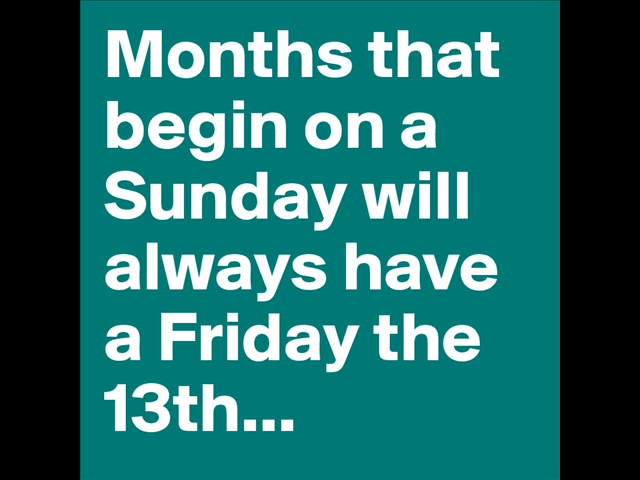 Months that
begin on a
Sunday will
always have
a Friday the
13th...